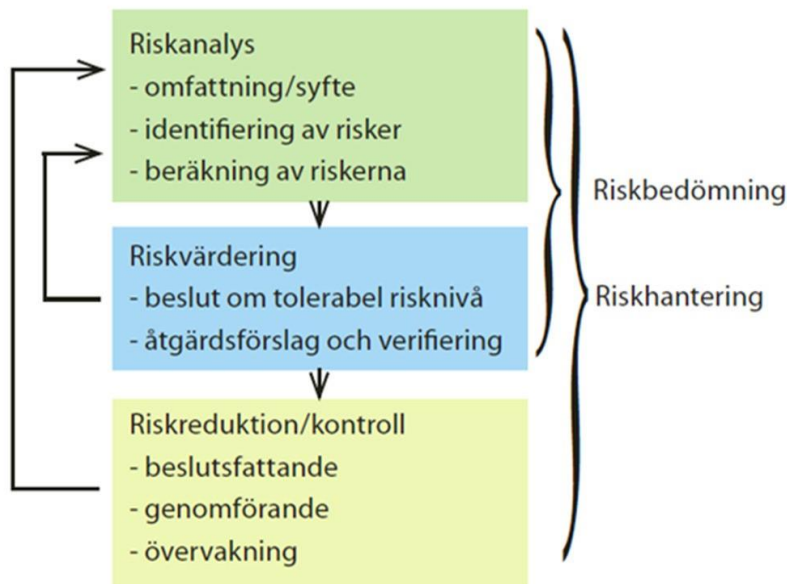 Riskanalys
- omfattning/syfte
- identifiering av risker
- beräkning av riskerna
Riskvärdering
- beslut om tolerabel risknivå
- åtgärdsförslag och verifiering
Riskreduktion/kontroll
- beslutsfattande
- genomförande
- övervakning
Riskbedömning
Riskhantering